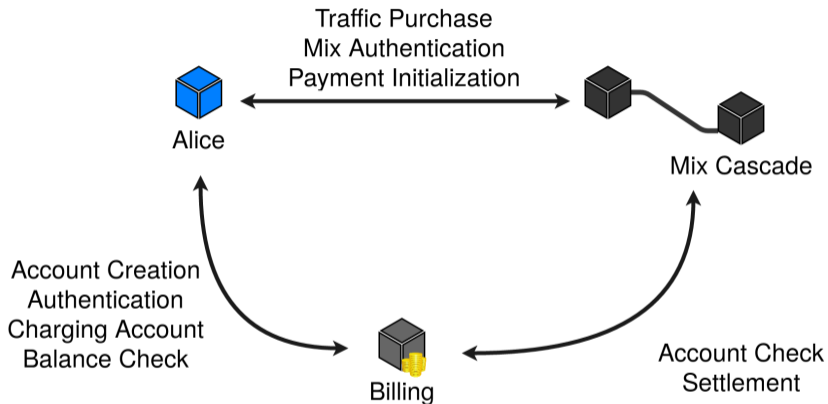 Traffic Purchase
Mix Authentication
Payment Initialization
Alice
Mix Cascade
Account Creation
Authentication
Charging Account
Balance Check
Billing
Account Check
Settlement